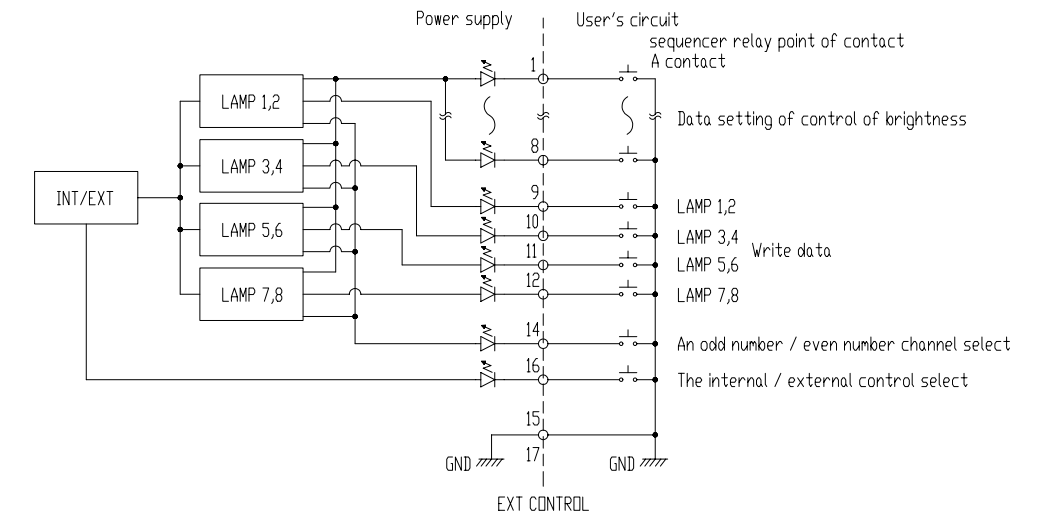 Power supply
User's circuit
sequencer relay point of contact
A contact
1
LAMP 1,2
Data setting of control of brightness
8
LAMP 3,4
INT/EXT
9
LAMP 1,2
10
LAMP 3,4
LAMP 5,6
Write data
11
LAMP 5,6
12
LAMP 7,8
LAMP 7,8
14
An odd number / even number channel select
16
The internal / external control select
15
17
GND
GND
EXT CONTROL